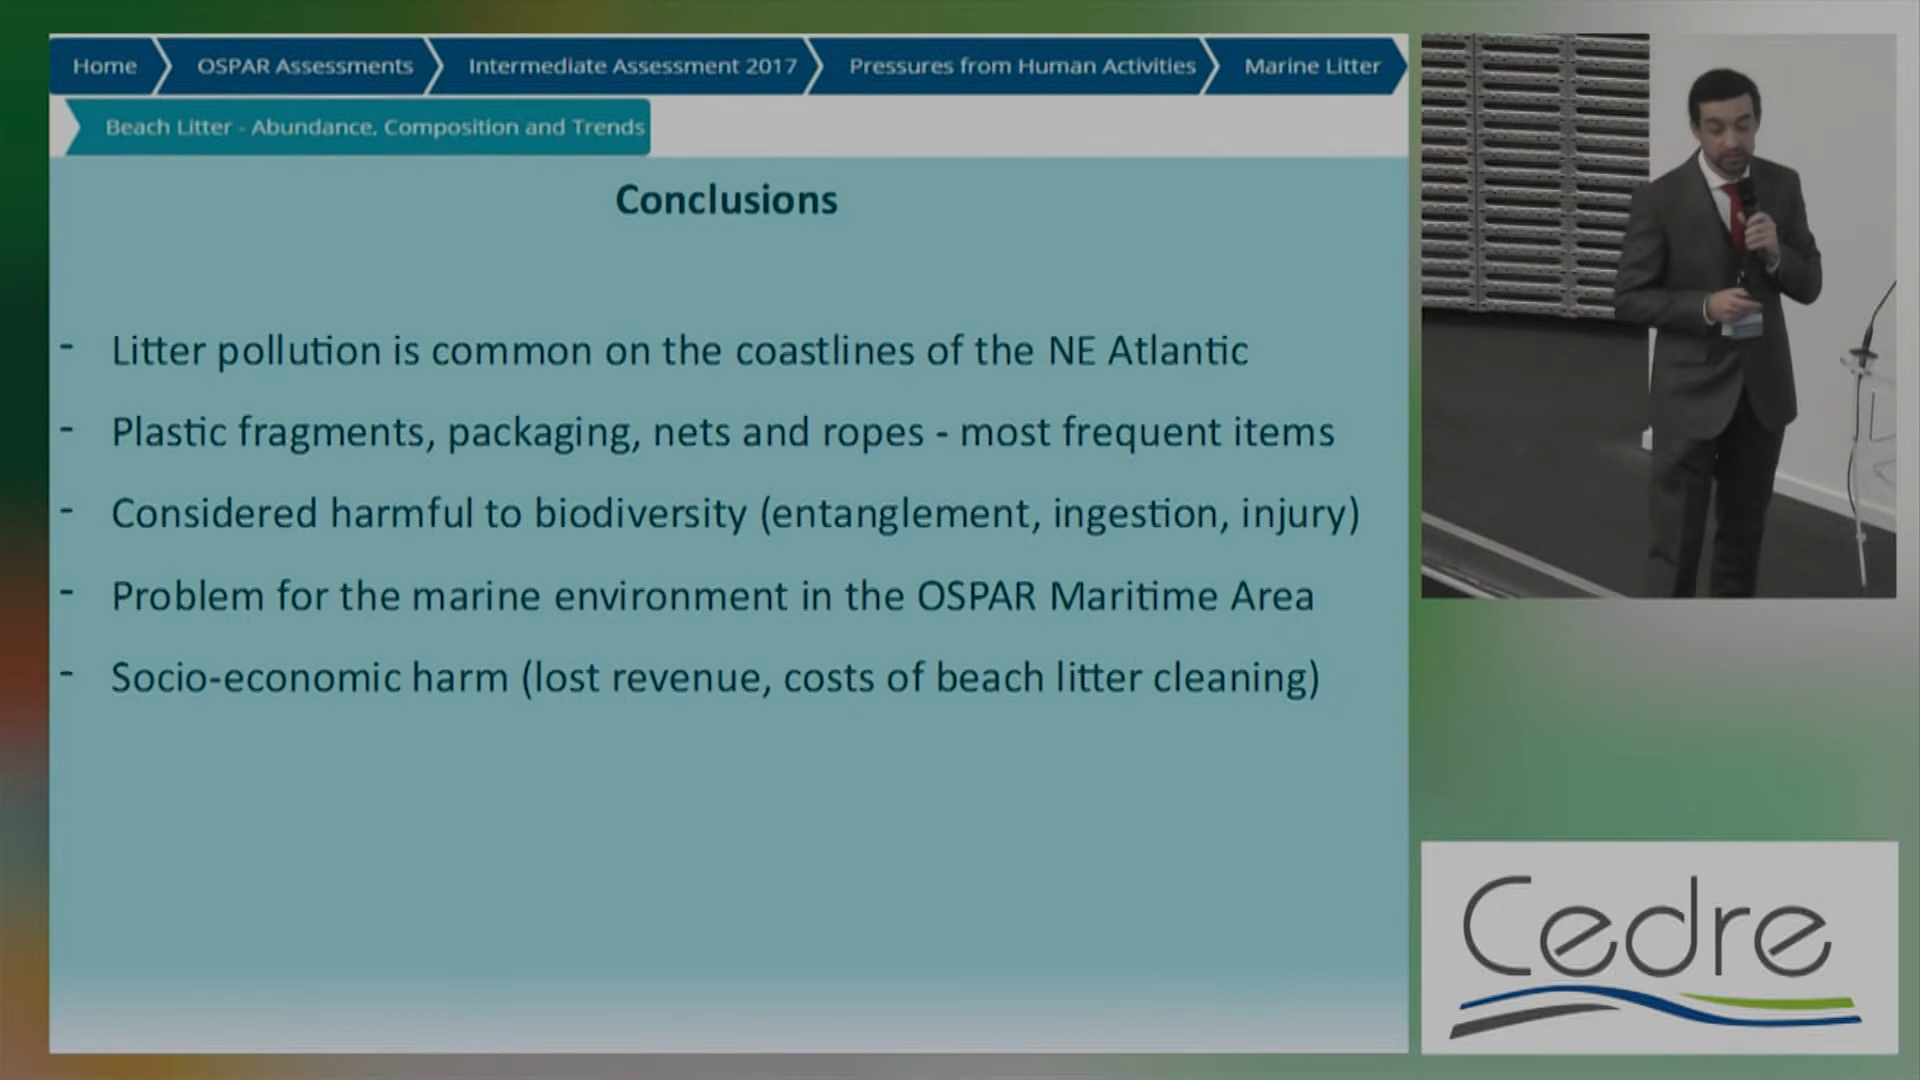 Home
OSPAR Assessments
Intermediate Assessment 2017
Pressures from Human Activities
Marine Litter
Beach Litter - Abundance, Composition and Trends
Conclusions
- Litter pollution is common on the coastlines of the NE Atlantic
- Plastic fragments, packaging, nets and ropes - most frequent items
- Considered harmful to biodiversity (entanglement, ingestion, injury)
- Problem for the marine environment in the OSPAR Maritime Area
- Socio-economic harm (lost revenue, costs of beach litter cleaning)
Cedre